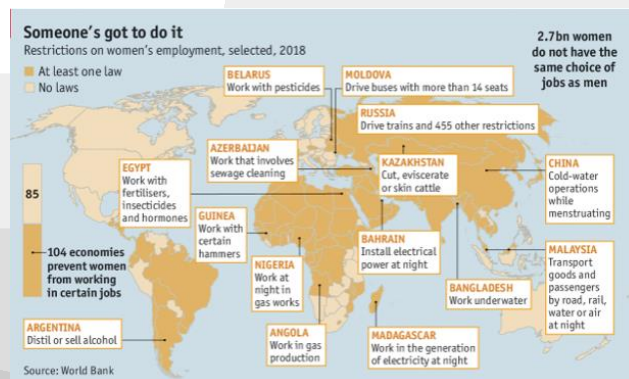 Someone's got to do it
Restrictions on women's employment, selected, 2018
At least one law
No laws
2.7bn women
do not have the
same choice of
jobs as men
BELARUS
Work with pesticides
MOLDOVA
Drive buses with more than 14 seats
RUSSIA
Drive trains and 455 other restrictions
AZERBAIJAN
Work that involves
sewage cleaning
KAZAKHSTAN
Cut, eviscerate
or skin cattle
CHINA
Cold-water
operations
while
menstruating
EGYPT
Work with
fertilisers,
insecticides
and hormones
GUINEA
Work with
certain
hammers
BAHRAIN
Install electrical
power at night
MALAYSIA
Transport
goods and
passengers
by road, rail,
water or air
at night
85
104 economies
prevent women
from working
in certain jobs
NIGERIA
Work at
night in
gas works
BANGLADESH
Work underwater
ARGENTINA
Distil or sell alcohol
ANGOLA
Work in gas
production
MADAGASCAR
Work in the generation
of electricity at night
Source: World Bank